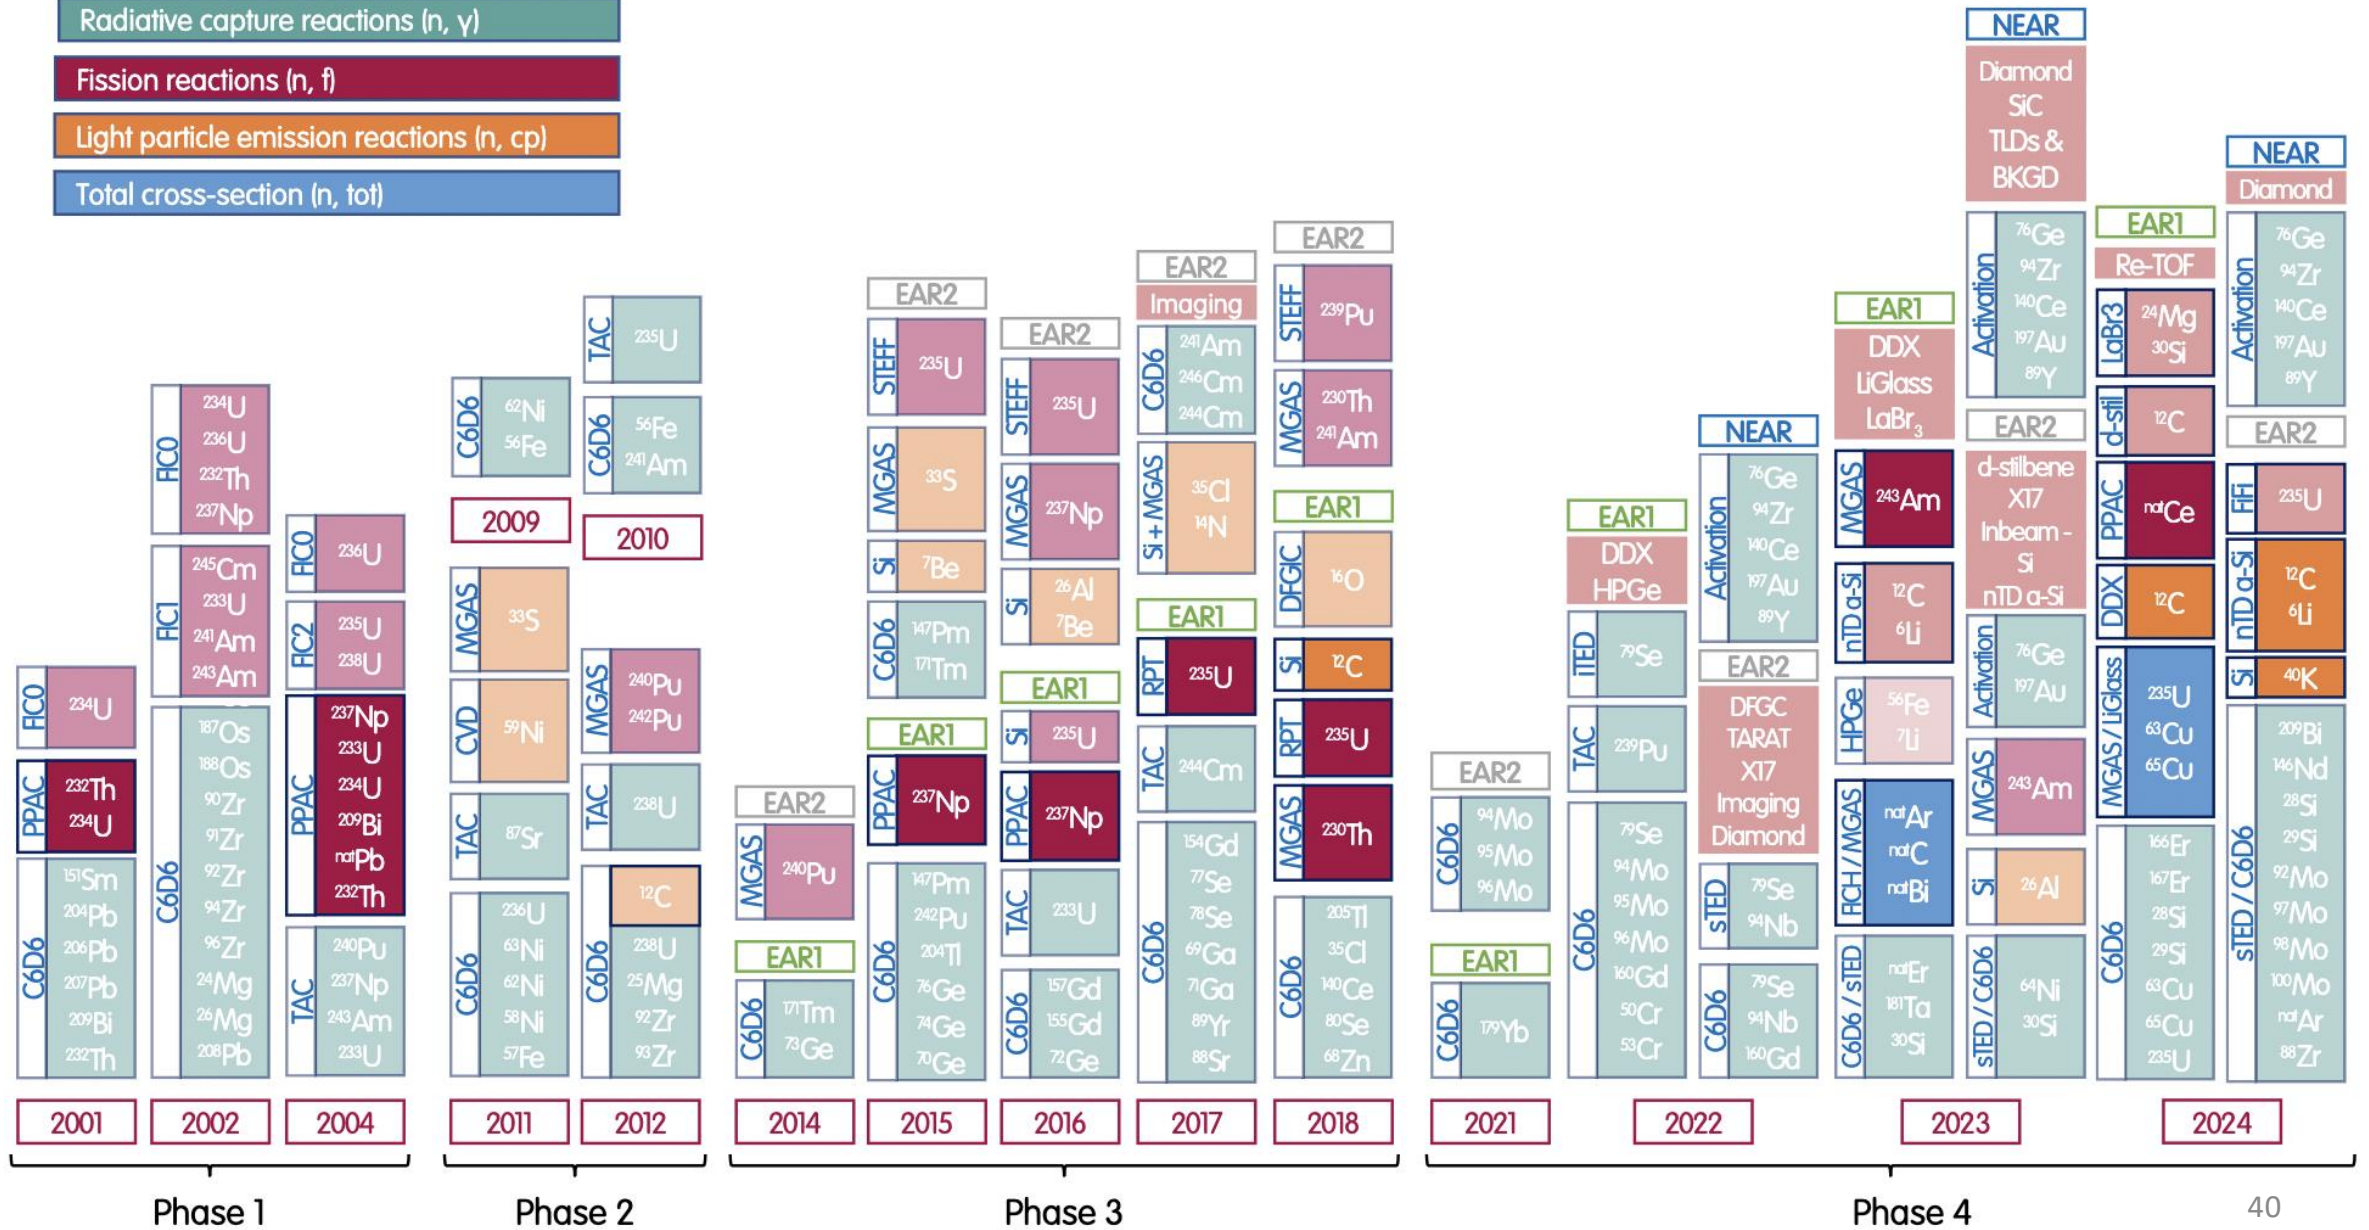 Radiative capture reactions (n, γ)
Fission reactions (n, f)
Light particle emission reactions (n, cp)
Total cross-section (n, tot)
FIC0
234U
PPAC
232Th
234U
C6D6
151Sm
204Pb
206Pb
207Pb
209Bi
232Th
2001
FIC0
234U
236U
232Th
237Np
FIC1
245Cm
233U
241Am
243Am
C6D6
187Os
188Os
90Zr
91Zr
92Zr
94Zr
96Zr
24Mg
26Mg
208Pb
2002
FIC0
236U
FIC2
235U
238U
PPAC
237Np
233U
234U
209Bi
natPb
232Th
TAC
240Pu
237Np
243Am
233U
2004
Phase 1
C6D6
62Ni
56Fe
2009
MGAS
33S
CVD
59Ni
TAC
87Sr
C6D6
236U
63Ni
62Ni
58Ni
57Fe
2011
TAC
235U
C6D6
56Fe
241Am
2010
MGAS
240Pu
242Pu
TAC
238U
C6D6
12C
238U
25Mg
92Zr
93Zr
2012
Phase 2
EAR2
MGAS
240Pu
EAR1
C6D6
171Tm
73Ge
2014
EAR2
STEFF
235U
MGAS
33S
Si
7Be
C6D6
147Pm
171Tm
EAR1
PPAC
237Np
C6D6
147Pm
242Pu
204Tl
76Ge
74Ge
70Ge
2015
EAR2
STEFF
235U
MGAS
237Np
Si
26Al
7Be
EAR1
Si
235U
PPAC
237Np
TAC
233U
C6D6
157Gd
155Gd
72Ge
2016
EAR2
Imaging
C6D6
241Am
246Cm
244Cm
Si + MGAS
35Cl
14N
EAR1
RPT
235U
TAC
244Cm
C6D6
154Gd
77Se
78Se
69Ga
71Ga
89Yr
88Sr
2017
EAR2
STEFF
239Pu
MGAS
230Th
241Am
EAR1
DFGIC
16O
Si
12C
RPT
235U
MGAS
230Th
C6D6
205Tl
35Cl
140Ce
80Se
68Zn
2018
Phase 3
EAR2
C6D6
94Mo
95Mo
96Mo
EAR1
C6D6
179Yb
2021
EAR1
DDX
HPGe
iTED
79Se
TAC
239Pu
C6D6
79Se
94Mo
95Mo
96Mo
160Gd
50Cr
53Cr
NEAR
Activation
76Ge
94Zr
140Ce
197Au
89Y
EAR2
DFGC
TARAT
X17
Imaging
Diamond
sTED
79Se
94Nb
C6D6
79Se
94Nb
160Gd
2022
EAR1
DDX
LiGlass
LaBr3
MGAS
243Am
nTD a-Si
12C
6Li
HPGe
56Fe
7Li
FICH / MGAS
natAr
natC
natBi
C6D6 / sTED
natEr
181Ta
30Si
NEAR
Diamond
SiC
TLDs &
BKGD
Activation
76Ge
94Zr
140Ce
197Au
89Y
EAR2
d-stilbene
X17
Inbeam -
Si
nTD a-Si
Activation
76Ge
197Au
MGAS
243Am
Si
26Al
sTED / C6D6
64Ni
30Si
2023
EAR1
Re-TOF
LaBr3
24Mg
30Si
d-stil
12C
PPAC
natCe
DDX
12C
MGAS / LiGlass
235U
63Cu
65Cu
C6D6
166Er
167Er
28Si
29Si
63Cu
65Cu
235U
NEAR
Diamond
Activation
76Ge
94Zr
140Ce
197Au
89Y
EAR2
FiFi
235U
nTD a-Si
12C
6Li
Si
40K
sTED / C6D6
209Bi
146Nd
28Si
29Si
92Mo
97Mo
98Mo
100Mo
natAr
88Zr
2024
Phase 4
40